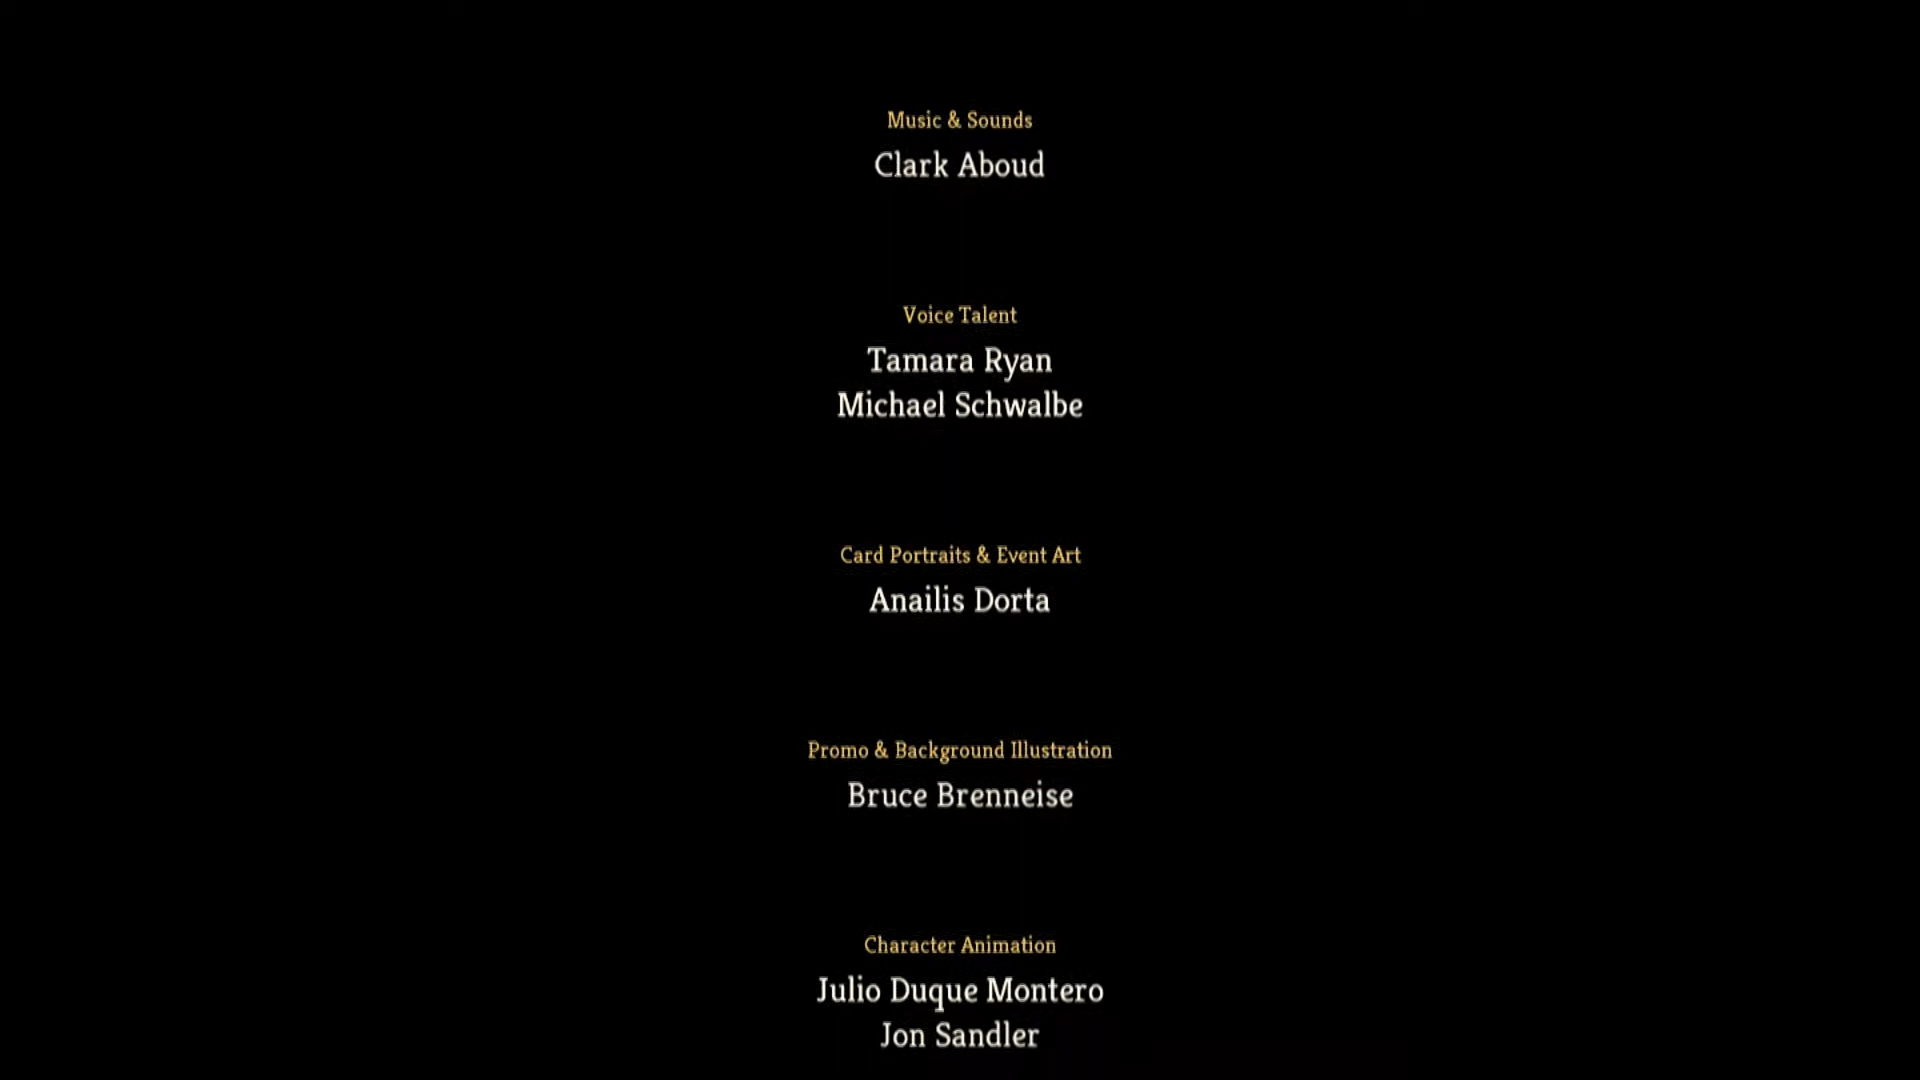 Music & Sounds
Clark Aboud
Voice Talent
Tamara Ryan
Michael Schwalbe
Card Portraits & Event Art
Anailis Dorta
Promo & Background Illustration
Bruce Brenneise
Character Animation
Julio Duque Montero
Jon Sandler